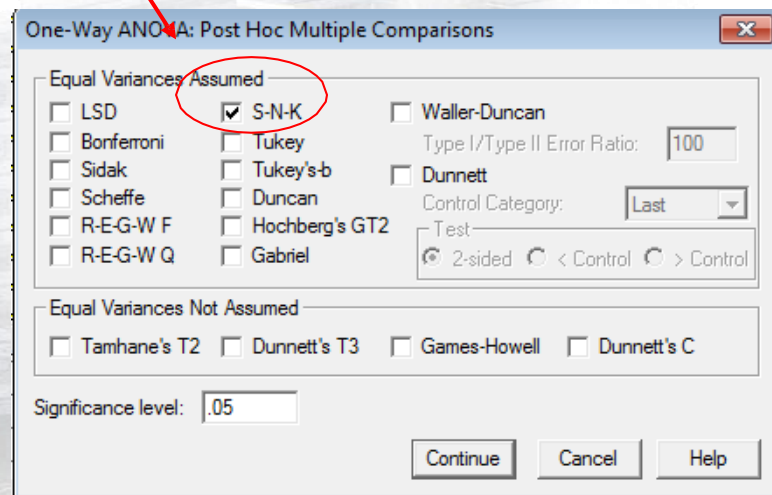 One-Way ANOVA: Post Hoc Multiple Comparisons
Equal Variances Assumed
LSD S-N-K Waller-Duncan
Bonferroni Tukey Type I/Type II Error Ratio: 100
Sidak Tukey's-b Dunnett
Scheffe Duncan Control Category: Last
R-E-G-W F Hochberg's GT2 Test
R-E-G-W Q Gabriel 2-sided < Control > Control
Equal Variances Not Assumed
Tamhane's T2 Dunnett's T3 Games-Howell Dunnett's C
Significance level: .05
Continue Cancel Help